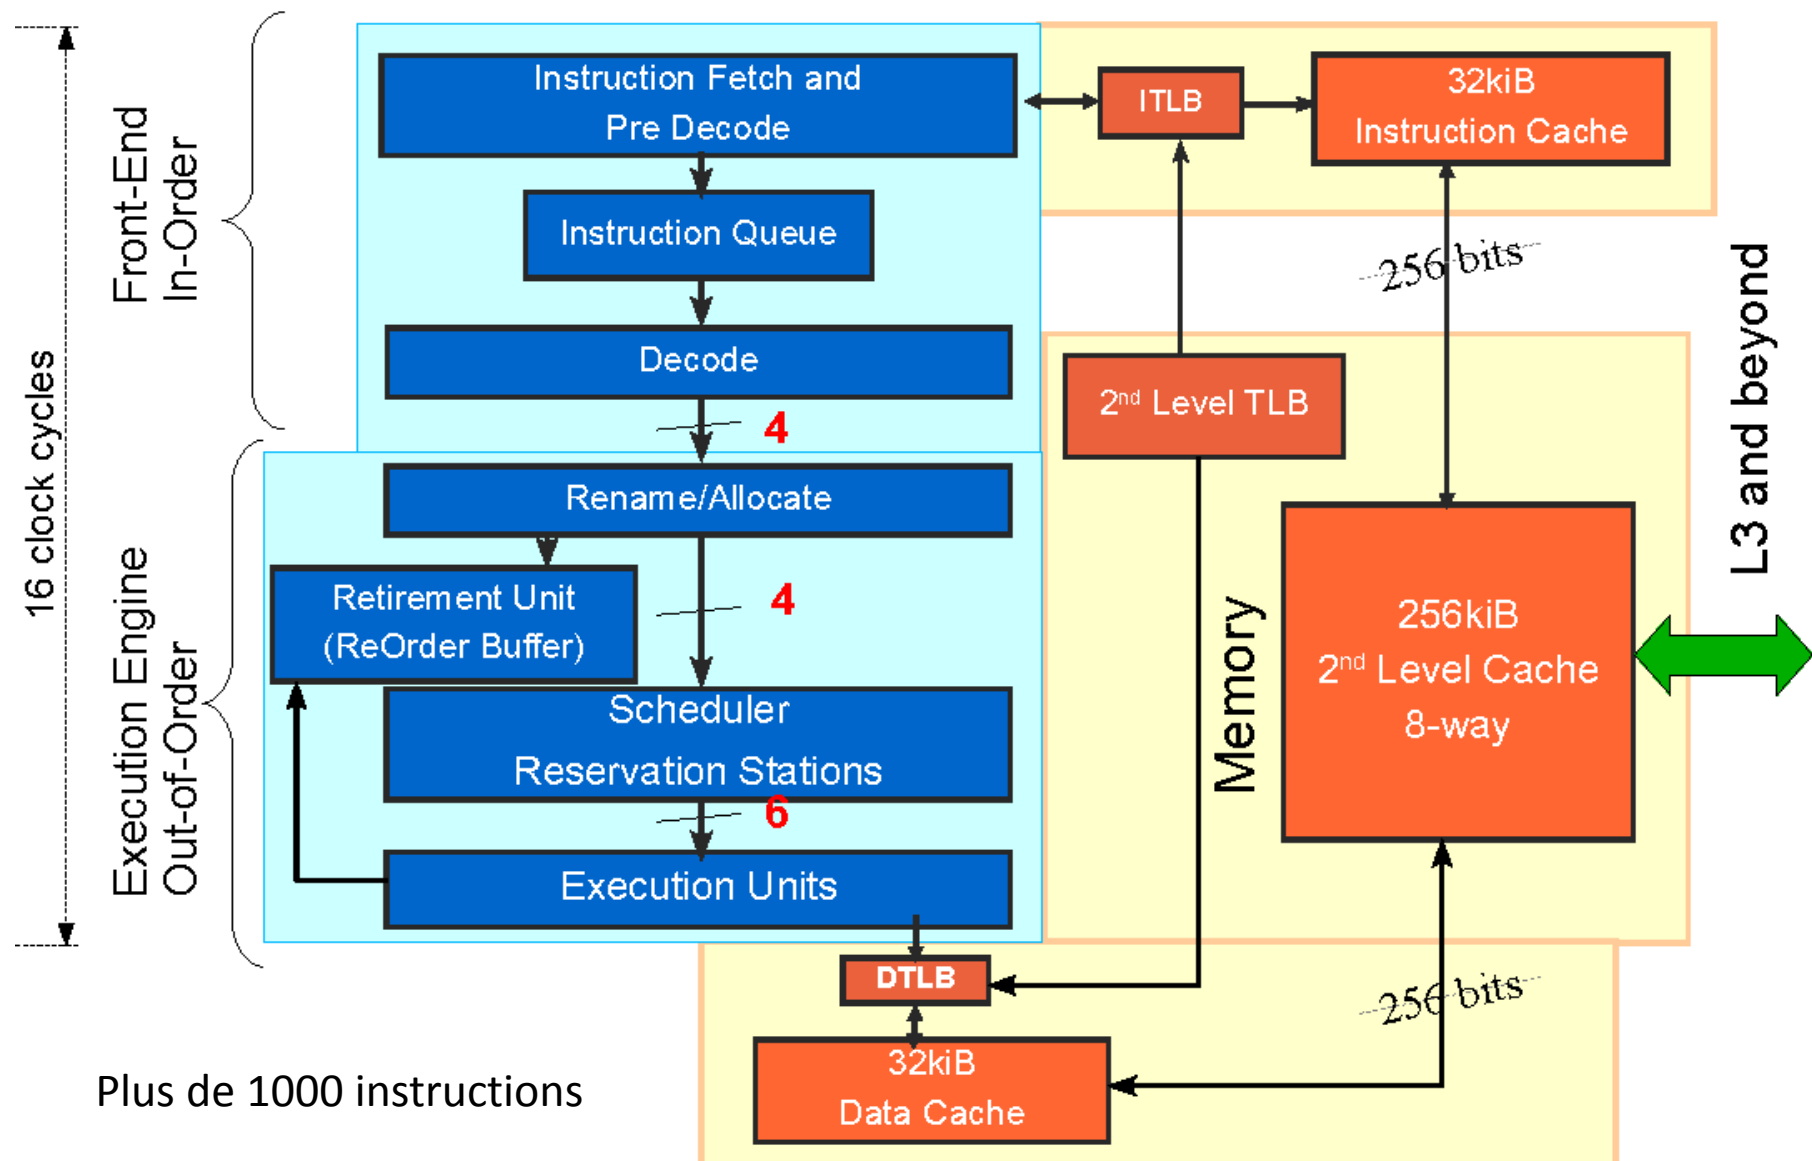 16 clock cycles
Front-End
In-Order
Execution Engine
Out-of-Order
Instruction Fetch and
Pre Decode
Instruction Queue
Decode
4
Rename/Allocate
4
Retirement Unit
(ReOrder Buffer)
Scheduler
Reservation Stations
6
Execution Units
ITLB
32kiB
Instruction Cache
256 bits
2nd Level TLB
Memory
256kiB
2nd Level Cache
8-way
L3 and beyond
DTLB
256 bits
32kiB
Data Cache
Plus de 1000 instructions